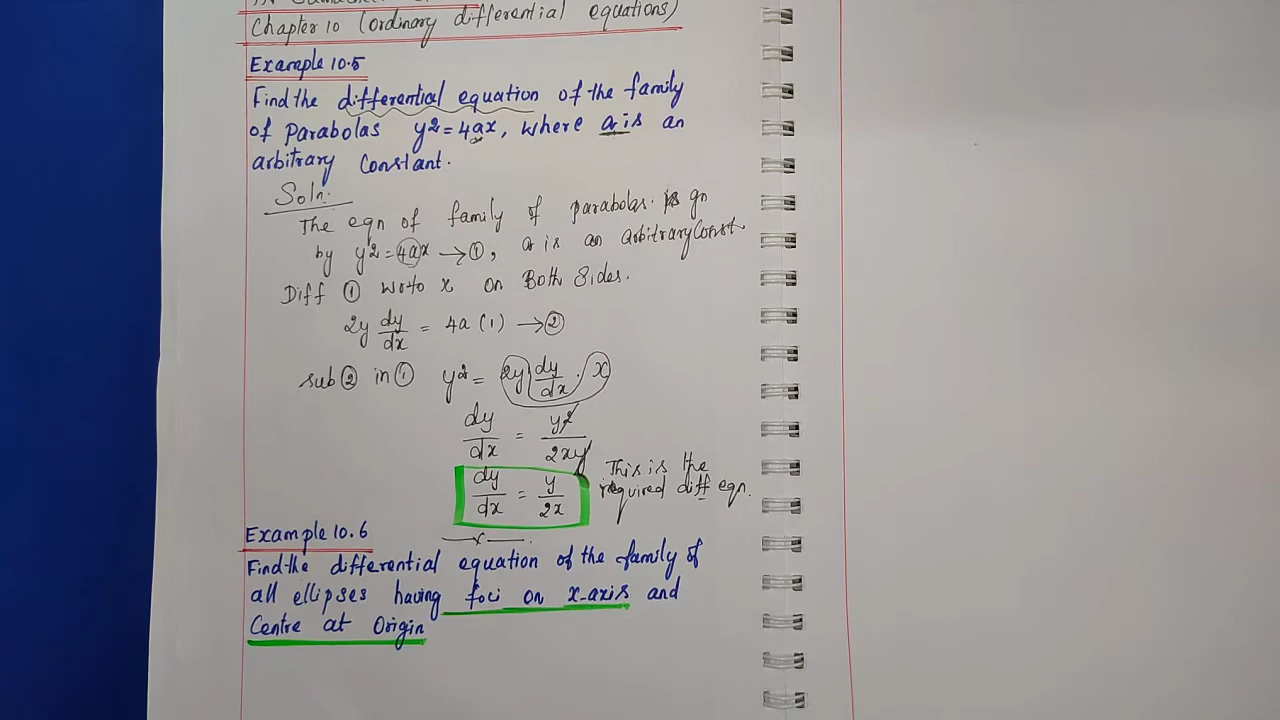 Chapter 10 (ordinary differential equations)
Example 10.5
Find the differential equation of the family
of parabolas y² = 4ax, where a is an
arbitrary constant.
Soln.
The eqn of family of parabolas. is gn
by y² = 4ax → ①, a is an arbitrary const
Diff ① w.r.to x on Both Sides.
2y dy/dx = 4a (1) → ②
sub ② in ① y² = 2y dy/dx . x
dy/dx = y²/2xy
dy/dx = y/2x This is the required diff eqn.
Example 10.6
Find the differential equation of the family of
all ellipses having foci on x-axis and
Centre at Origin